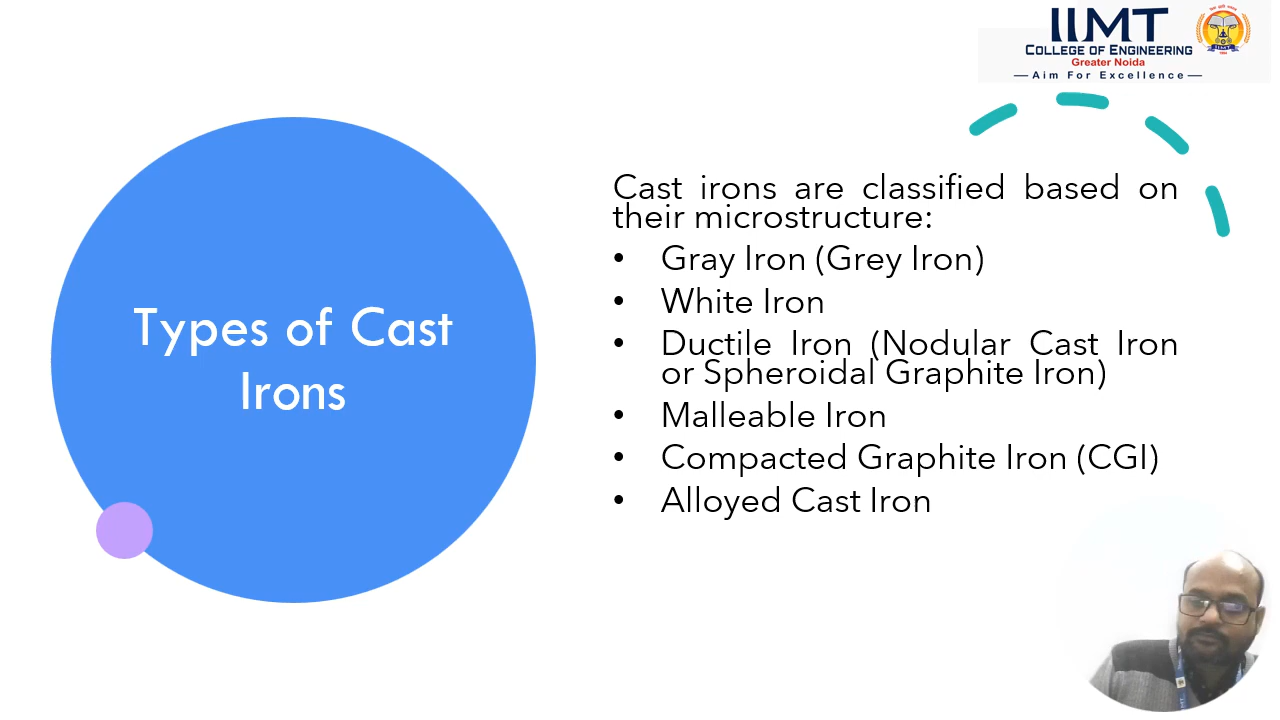 IIMT
COLLEGE OF ENGINEERING
Greater Noida
Aim For Excellence
Types of Cast
Irons
Cast irons are classified based on
their microstructure:
• Gray Iron (Grey Iron)
• White Iron
• Ductile Iron (Nodular Cast Iron
or Spheroidal Graphite Iron)
• Malleable Iron
• Compacted Graphite Iron (CGI)
• Alloyed Cast Iron